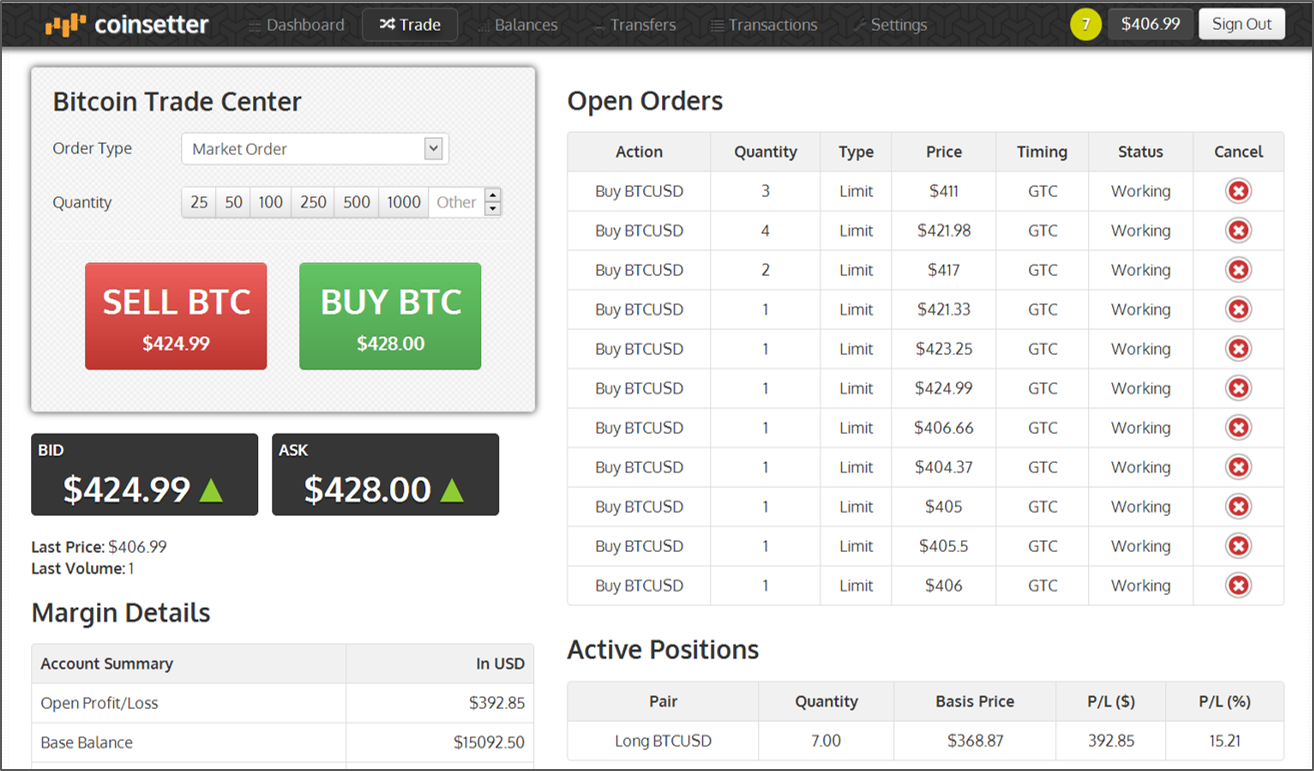 coinsetter Dashboard Trade Balances Transfers Transactions Settings 7 $406.99 Sign Out
Bitcoin Trade Center
Order Type Market Order
Quantity 25 50 100 250 500 1000 Other
SELL BTC
$424.99
BUY BTC
$428.00
BID
$424.99
ASK
$428.00
Last Price: $406.99
Last Volume: 1
Margin Details
Account Summary In USD
Open Profit/Loss $392.85
Base Balance $15092.50
Open Orders
Action Quantity Type Price Timing Status Cancel
Buy BTCUSD 3 Limit $411 GTC Working
Buy BTCUSD 4 Limit $421.98 GTC Working
Buy BTCUSD 2 Limit $417 GTC Working
Buy BTCUSD 1 Limit $421.33 GTC Working
Buy BTCUSD 1 Limit $423.25 GTC Working
Buy BTCUSD 1 Limit $424.99 GTC Working
Buy BTCUSD 1 Limit $406.66 GTC Working
Buy BTCUSD 1 Limit $404.37 GTC Working
Buy BTCUSD 1 Limit $405 GTC Working
Buy BTCUSD 1 Limit $405.5 GTC Working
Buy BTCUSD 1 Limit $406 GTC Working
Active Positions
Pair Quantity Basis Price P/L ($) P/L (%)
Long BTCUSD 7.00 $368.87 392.85 15.21